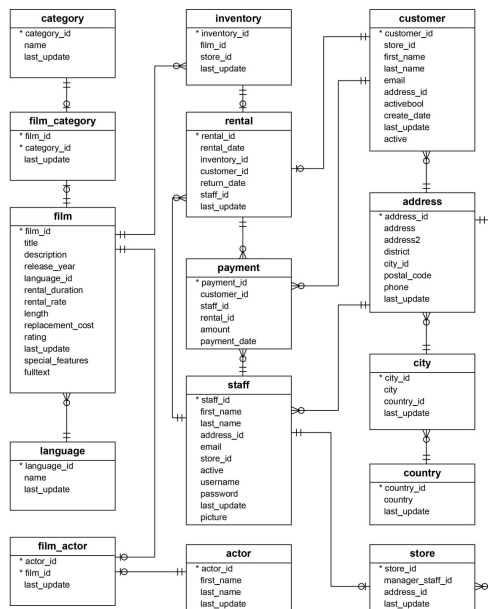 category
* category_id
name
last_update
film_category
* film_id
* category_id
last_update
film
* film_id
title
description
release_year
language_id
rental_duration
rental_rate
length
replacement_cost
rating
last_update
special_features
fulltext
language
* language_id
name
last_update
film_actor
* actor_id
* film_id
last_update
inventory
* inventory_id
film_id
store_id
last_update
rental
* rental_id
rental_date
inventory_id
customer_id
return_date
staff_id
last_update
payment
* payment_id
customer_id
staff_id
rental_id
amount
payment_date
staff
* staff_id
first_name
last_name
address_id
email
store_id
active
username
password
last_update
picture
actor
* actor_id
first_name
last_name
last_update
customer
* customer_id
store_id
first_name
last_name
email
address_id
activebool
create_date
last_update
active
address
* address_id
address
address2
district
city_id
postal_code
phone
last_update
city
* city_id
city
country_id
last_update
country
* country_id
country
last_update
store
* store_id
manager_staff_id
address_id
last_update